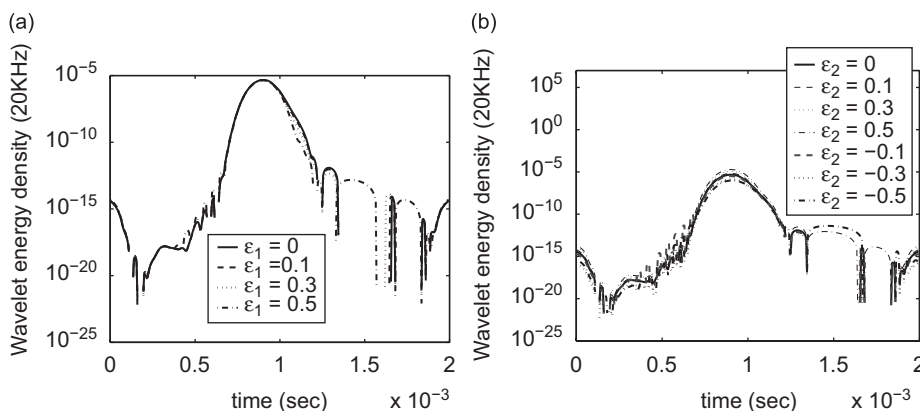 (a)
Wavelet energy density (20KHz)
10⁻⁵
10⁻¹⁰
10⁻¹⁵
10⁻²⁰
10⁻²⁵
ε₁ = 0
ε₁ =0.1
ε₁ = 0.3
ε₁ = 0.5
0
0.5
1
1.5
2
time (sec)
x 10⁻³
(b)
Wavelet energy density (20KHz)
10¹⁰
10⁵
10⁰
10⁻⁵
10⁻¹⁰
10⁻¹⁵
10⁻²⁰
10⁻²⁵
ε₂ = 0
ε₂ = 0.1
ε₂ = 0.3
ε₂ = 0.5
ε₂ = −0.1
ε₂ = −0.3
ε₂ = −0.5
0
0.5
1
1.5
2
time (sec)
x 10⁻³